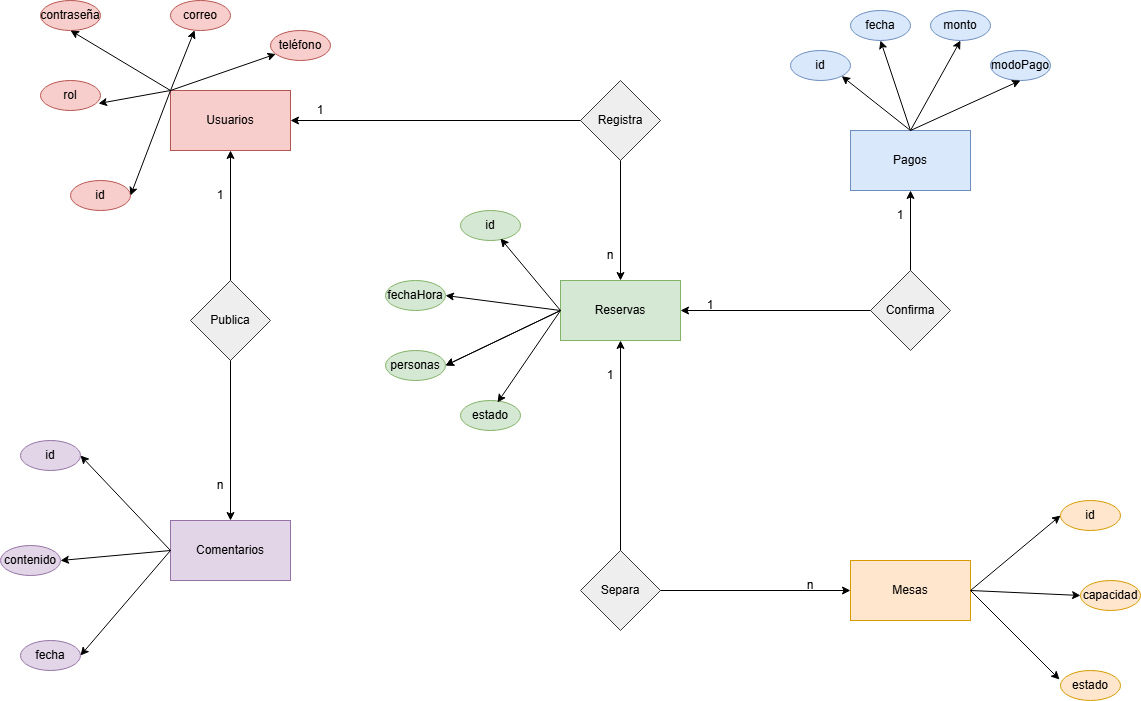 contraseña
correo
teléfono
rol
Usuarios
id
1
1
Registra
n
fecha
monto
id
modoPago
Pagos
1
Publica
n
id
fechaHora
personas
estado
Reservas
1
Confirma
1
id
contenido
fecha
Comentarios
Separa
n
Mesas
id
capacidad
estado